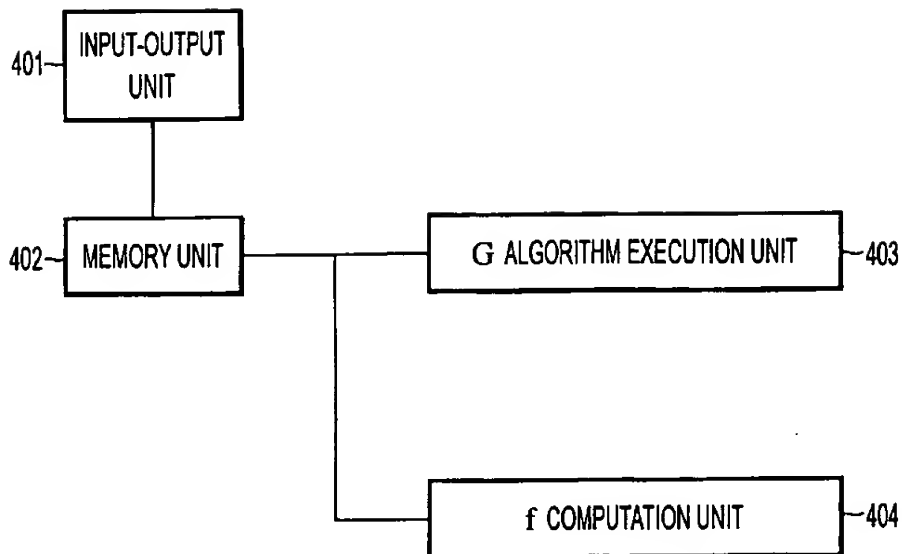 401
INPUT-OUTPUT
UNIT
402
MEMORY UNIT
G ALGORITHM EXECUTION UNIT
403
f COMPUTATION UNIT
404